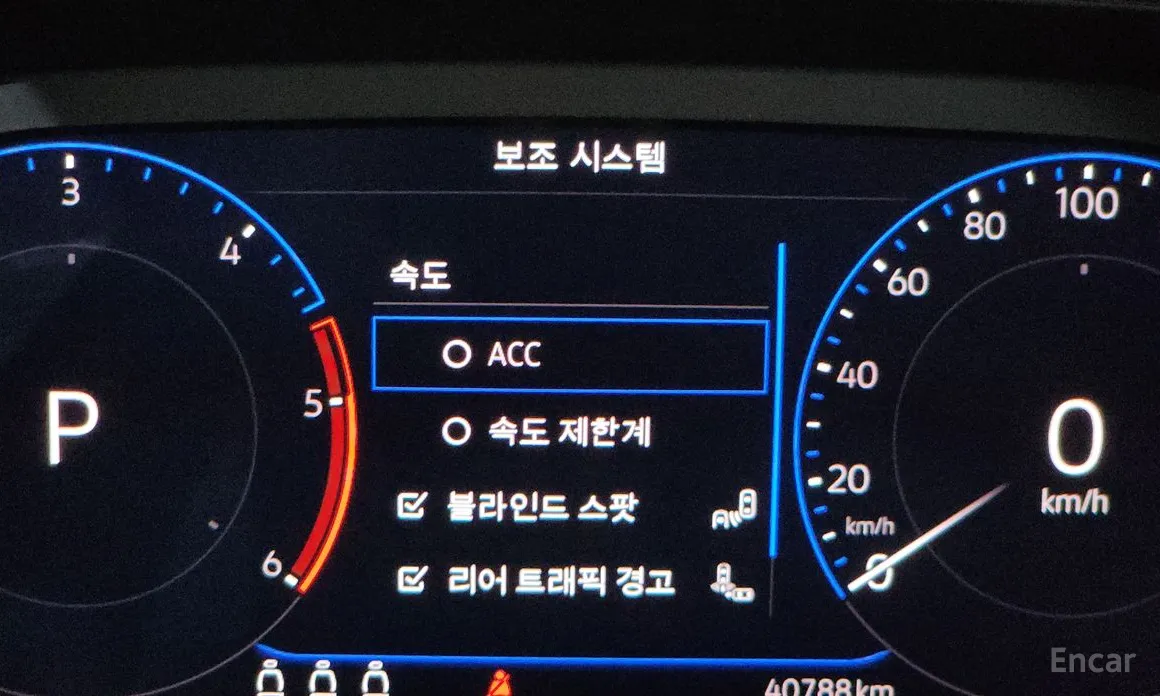 보조 시스템
3
4
5
6
P
속도
ACC
속도 제한계
블라인드 스팟
리어 트래픽 경고
100
80
60
40
20
km/h
0
0
km/h
40788km
Encar